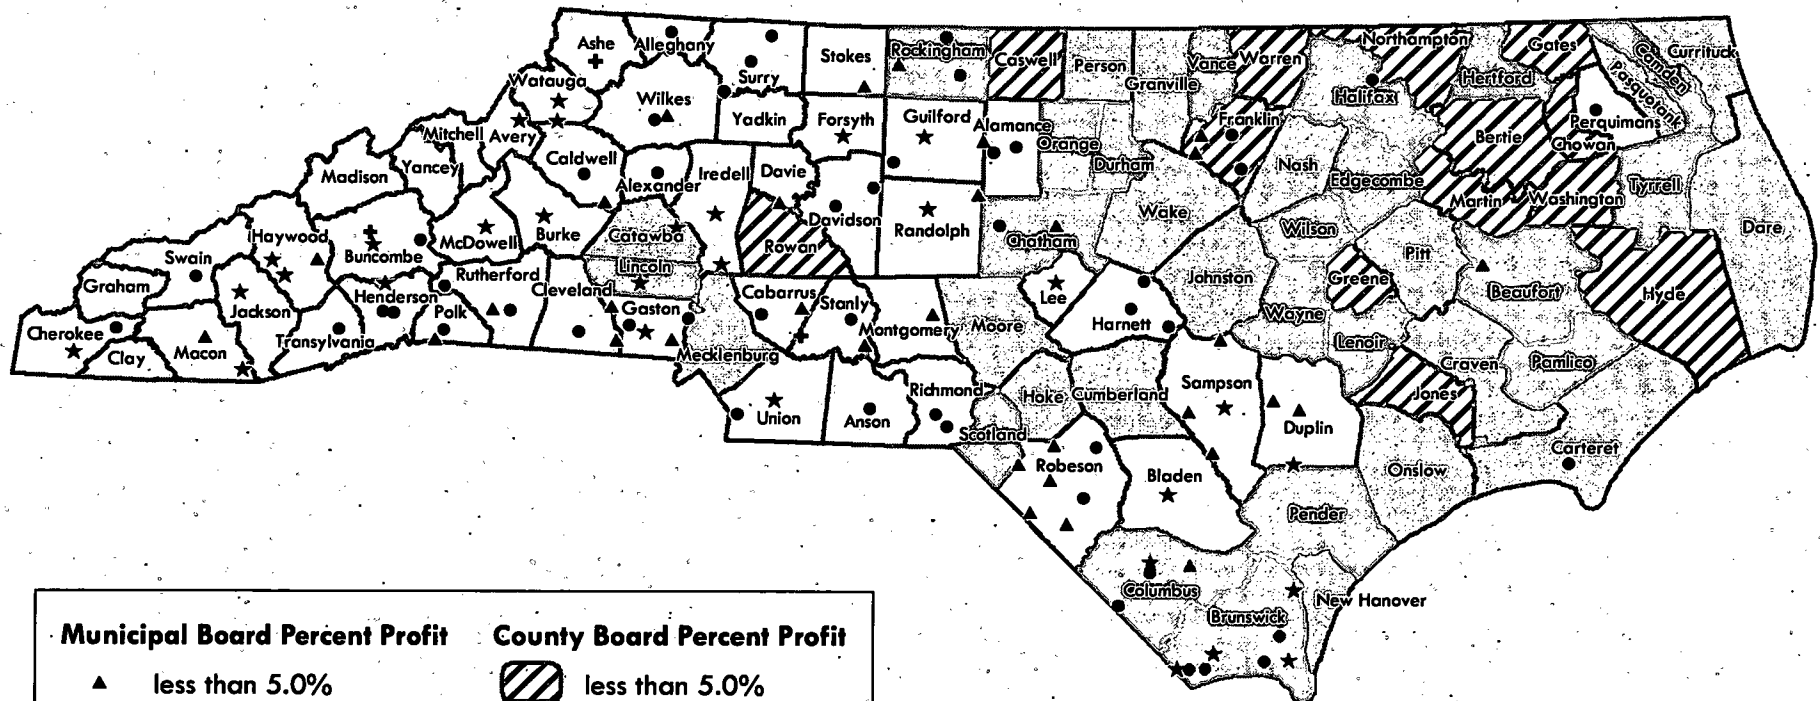 Ashe
Alleghany
Surry
Stokes
Rockingham
Caswell
Person
Granville
Vance
Warren
Northampton
Gates
Camden
Currituck
Pasquotank
Hertford
Halifax
Watauga
Wilkes
Yadkin
Forsyth
Guilford
Alamance
Orange
Durham
Franklin
Nash
Edgecombe
Bertie
Chowan
Perquimans
Mitchell
Avery
Yancey
Madison
Caldwell
Alexander
Iredell
Davie
Davidson
Randolph
Chatham
Wake
Wilson
Martin
Washington
Tyrrell
Dare
Haywood
Swain
Graham
Buncombe
McDowell
Burke
Catawba
Rowan
Lincoln
Rutherford
Cleveland
Gaston
Henderson
Polk
Jackson
Cherokee
Clay
Macon
Transylvania
Cabarrus
Stanly
Montgomery
Moore
Lee
Harnett
Johnston
Greene
Pitt
Beaufort
Hyde
Wayne
Lenoir
Craven
Pamlico
Mecklenburg
Union
Anson
Richmond
Hoke
Cumberland
Sampson
Duplin
Jones
Scotland
Robeson
Bladen
Onslow
Carteret
Pender
Columbus
Brunswick
New Hanover
Municipal Board Percent Profit
County Board Percent Profit
less than 5.0%
less than 5.0%